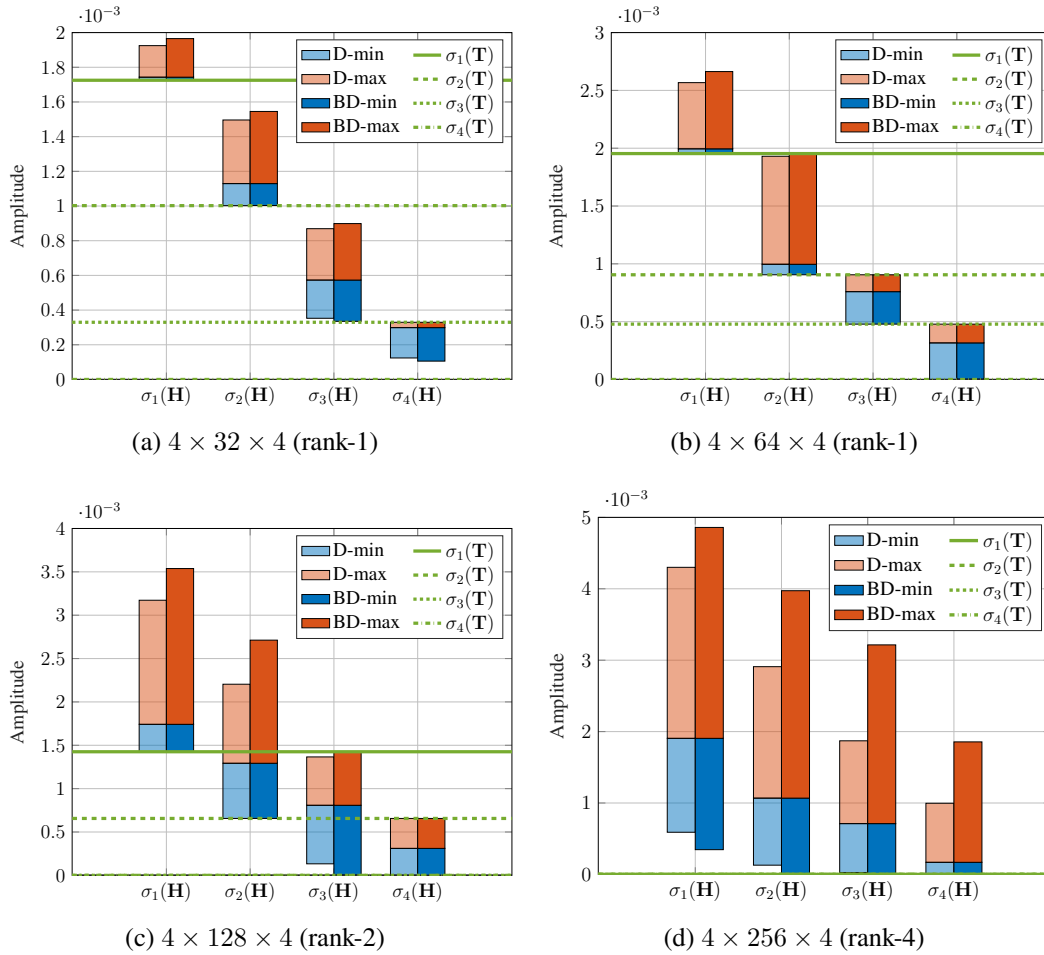 ·10⁻³
2
1.8
1.6
1.4
1.2
1
0.8
0.6
0.4
0.2
0
Amplitude
D-min σ₁(T)
D-max σ₂(T)
BD-min σ₃(T)
BD-max σ₄(T)
σ₁(H) σ₂(H) σ₃(H) σ₄(H)
(a) 4 × 32 × 4 (rank-1)
·10⁻³
3
2.5
2
1.5
1
0.5
0
Amplitude
D-min σ₁(T)
D-max σ₂(T)
BD-min σ₃(T)
BD-max σ₄(T)
σ₁(H) σ₂(H) σ₃(H) σ₄(H)
(b) 4 × 64 × 4 (rank-1)
·10⁻³
4
3.5
3
2.5
2
1.5
1
0.5
0
Amplitude
D-min σ₁(T)
D-max σ₂(T)
BD-min σ₃(T)
BD-max σ₄(T)
σ₁(H) σ₂(H) σ₃(H) σ₄(H)
(c) 4 × 128 × 4 (rank-2)
·10⁻³
5
4
3
2
1
0
Amplitude
D-min σ₁(T)
D-max σ₂(T)
BD-min σ₃(T)
BD-max σ₄(T)
σ₁(H) σ₂(H) σ₃(H) σ₄(H)
(d) 4 × 256 × 4 (rank-4)